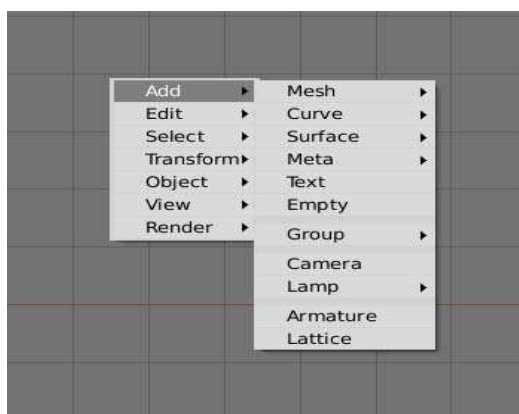 Add
Edit
Select
Transform
Object
View
Render
Mesh
Curve
Surface
Meta
Text
Empty
Group
Camera
Lamp
Armature
Lattice